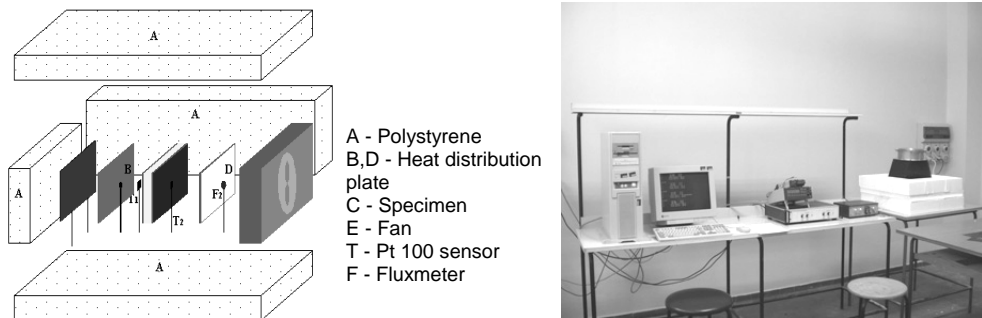 A
A
A
B
D
T1
F2
T2
A
A - Polystyrene
B,D - Heat distribution
plate
C - Specimen
E - Fan
T - Pt 100 sensor
F - Fluxmeter